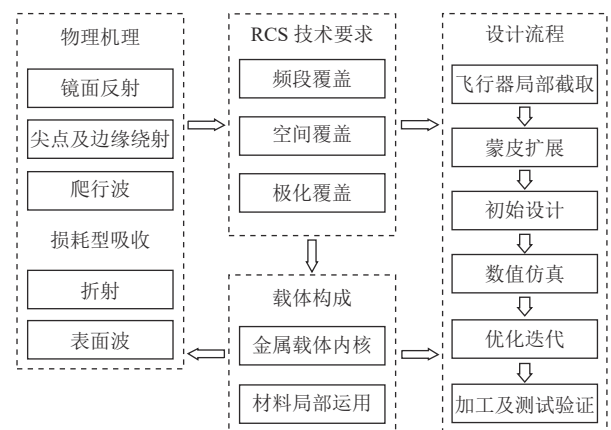 物理机理
镜面反射
尖点及边缘绕射
爬行波
损耗型吸收
折射
表面波
RCS 技术要求
频段覆盖
空间覆盖
极化覆盖
载体构成
金属载体内核
材料局部运用
设计流程
飞行器局部截取
蒙皮扩展
初始设计
数值仿真
优化迭代
加工及测试验证